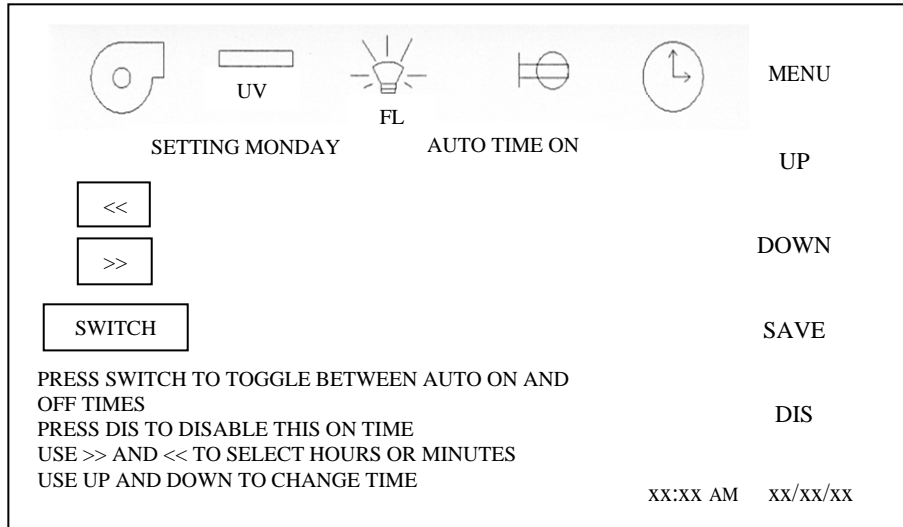 MENU
UV
FL
SETTING MONDAY AUTO TIME ON
UP
<<
DOWN
>>
SWITCH
SAVE
PRESS SWITCH TO TOGGLE BETWEEN AUTO ON AND
OFF TIMES
PRESS DIS TO DISABLE THIS ON TIME
USE >> AND << TO SELECT HOURS OR MINUTES
USE UP AND DOWN TO CHANGE TIME
DIS
xx:xx AM xx/xx/xx